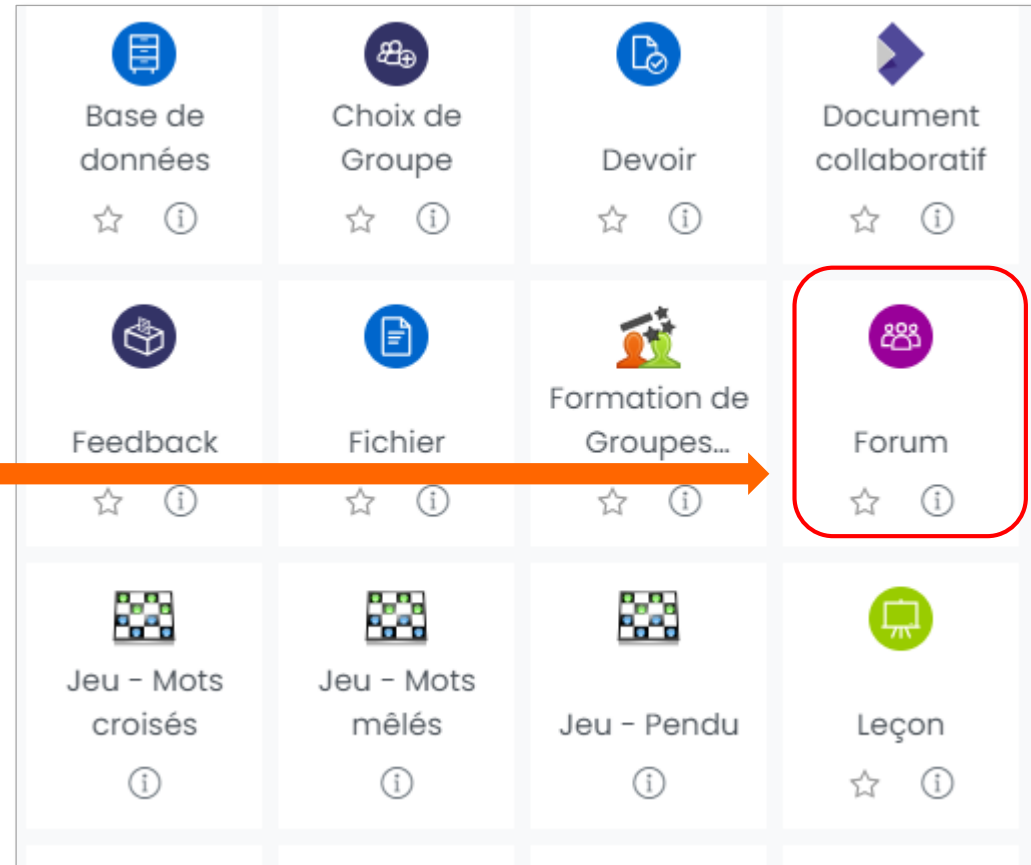 Base de
données
Choix de
Groupe
Devoir
Document
collaboratif
Feedback
Fichier
Formation de
Groupes...
Forum
Jeu - Mots
croisés
Jeu - Mots
mêlés
Jeu - Pendu
Leçon